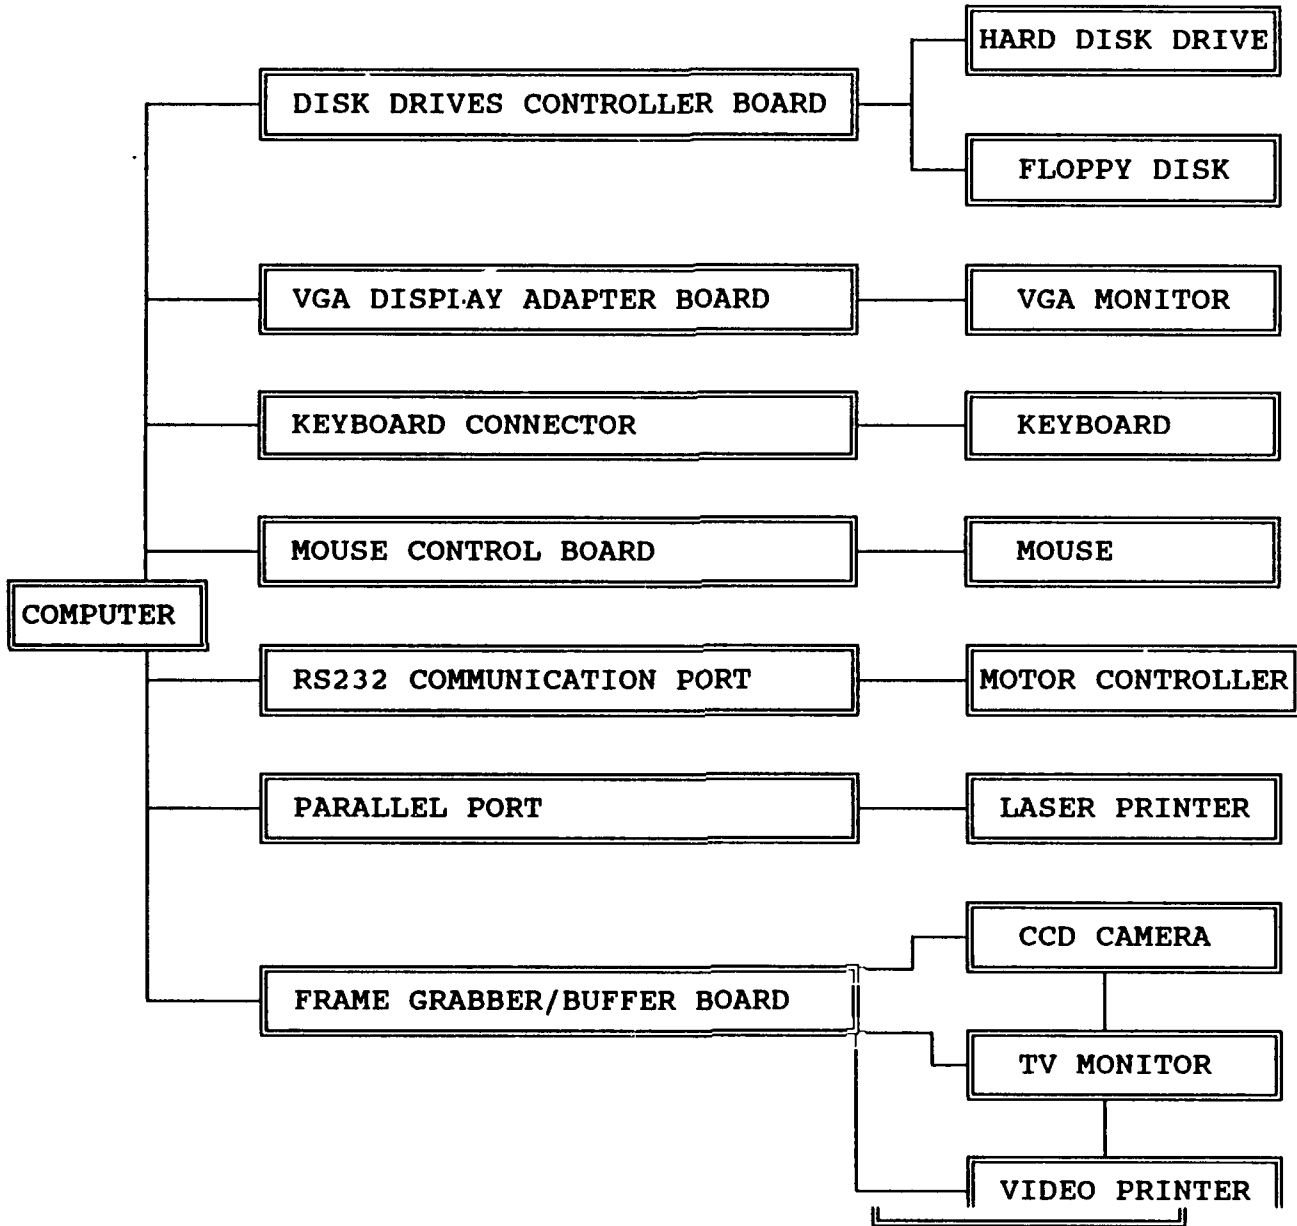 HARD DISK DRIVE
DISK DRIVES CONTROLLER BOARD
FLOPPY DISK
VGA DISPLAY ADAPTER BOARD
VGA MONITOR
KEYBOARD CONNECTOR
KEYBOARD
MOUSE CONTROL BOARD
MOUSE
COMPUTER
RS232 COMMUNICATION PORT
MOTOR CONTROLLER
PARALLEL PORT
LASER PRINTER
CCD CAMERA
FRAME GRABBER/BUFFER BOARD
TV MONITOR
VIDEO PRINTER